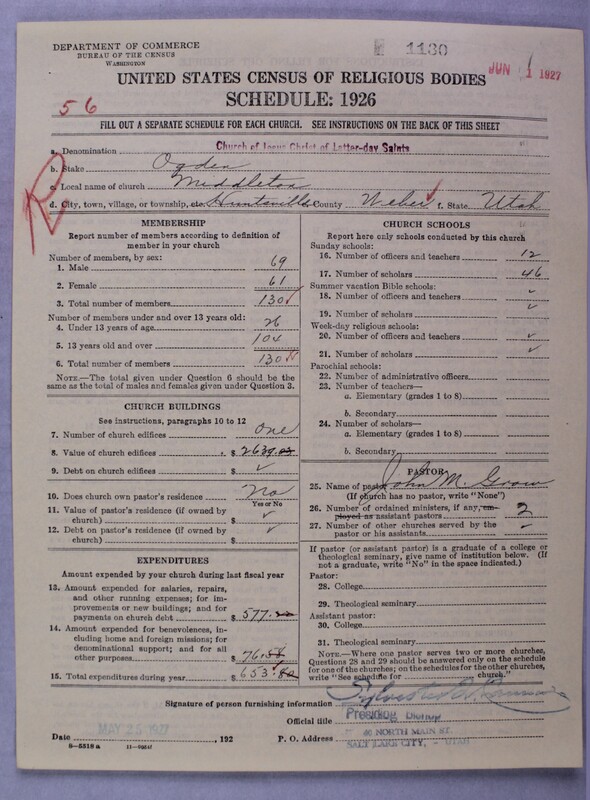 DEPARTMENT OF COMMERCE
BUREAU OF THE CENSUS
WASHINGTON
1130
JUN 1 1927
UNITED STATES CENSUS OF RELIGIOUS BODIES
SCHEDULE: 1926
56
FILL OUT A SEPARATE SCHEDULE FOR EACH CHURCH. SEE INSTRUCTIONS ON THE BACK OF THIS SHEET
a. Denomination Church of Jesus Christ of Latter-day Saints
b. Stake Ogden
c. Local name of church Middleton
d. City, town, village, or township, etc. Huntsville County Weber f. State Utah
R
MEMBERSHIP
Report number of members according to definition of
member in your church
Number of members, by sex:
1. Male 69
2. Female 61
3. Total number of members 130
Number of members under and over 13 years old:
4. Under 13 years of age 26
5. 13 years old and over 104
6. Total number of members 130
NOTE.—The total given under Question 6 should be
the same as the total of males and females given under Question 3.
CHURCH BUILDINGS
See instructions, paragraphs 10 to 12
7. Number of church edifices One
8. Value of church edifices $ 2639.00
9. Debt on church edifices $
10. Does church own pastor's residence No
Yes or No
11. Value of pastor's residence (if owned by
church) $
12. Debt on pastor's residence (if owned by
church) $
EXPENDITURES
Amount expended by your church during last fiscal year
13. Amount expended for salaries, repairs,
and other running expenses; for im-
provements or new buildings; and for
payments on church debt $ 577.
14. Amount expended for benevolences, in-
cluding home and foreign missions; for
denominational support; and for all
other purposes $ 76.
15. Total expenditures during year $ 653.
CHURCH SCHOOLS
Report here only schools conducted by this church
Sunday schools:
16. Number of officers and teachers 12
17. Number of scholars 46
Summer vacation Bible schools:
18. Number of officers and teachers
19. Number of scholars
Week-day religious schools:
20. Number of officers and teachers
21. Number of scholars
Parochial schools:
22. Number of administrative officers
23. Number of teachers—
a. Elementary (grades 1 to 8)
b. Secondary
24. Number of scholars—
a. Elementary (grades 1 to 8)
b. Secondary
PASTOR
25. Name of pastor John M. Grow
(If church has no pastor, write "None")
26. Number of ordained ministers, if any, em-
ployed as assistant pastors 2
27. Number of other churches served by the
pastor or his assistants –
If pastor (or assistant pastor) is a graduate of a college or
theological seminary, give name of institution below. (If
not a graduate, write "No" in the space indicated.)
Pastor:
28. College
29. Theological seminary
Assistant pastor:
30. College
31. Theological seminary
NOTE.—Where one pastor serves two or more churches,
Questions 28 and 29 should be answered only on the schedule
for one of the churches; on the schedules for the other churches,
write "See schedule for church."
Signature of person furnishing information Sylvester Q. Cannon
Official title Presiding Bishop
Date MAY 25 1927, 192 P. O. Address 40 NORTH MAIN ST.
SALT LAKE CITY, - UTAH
8-5518 a